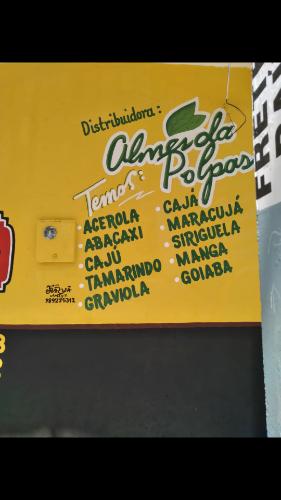 Distribuidora:
Almeida
Polpas
Temos:
ACEROLA
ABACAXI
CAJÚ
TAMARINDO
GRAVIOLA
CAJÁ
MARACUJÁ
SIRIGUELA
MANGA
GOIABA